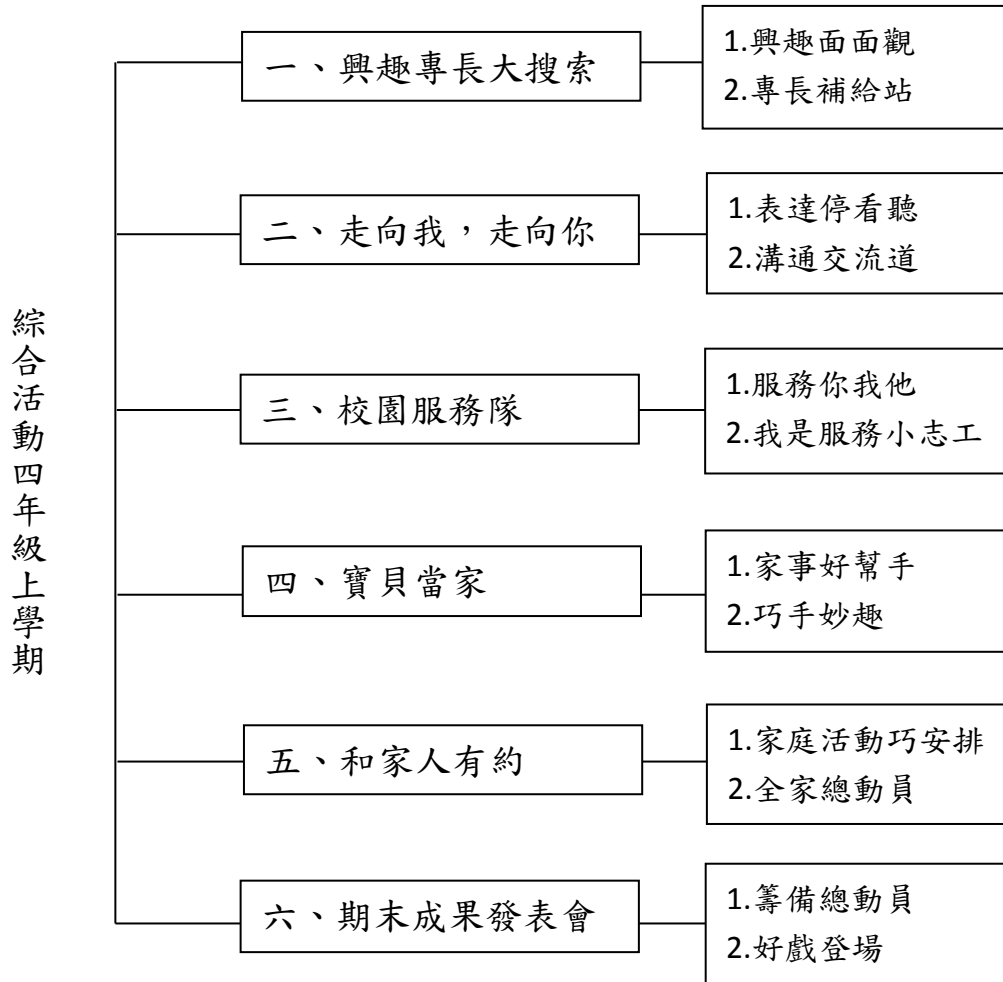 綜合活動四年級上學期
一、興趣專長大搜索
1.興趣面面觀
2.專長補給站
二、走向我，走向你
1.表達停看聽
2.溝通交流道
三、校園服務隊
1.服務你我他
2.我是服務小志工
四、寶貝當家
1.家事好幫手
2.巧手妙趣
五、和家人有約
1.家庭活動巧安排
2.全家總動員
六、期末成果發表會
1.籌備總動員
2.好戲登場